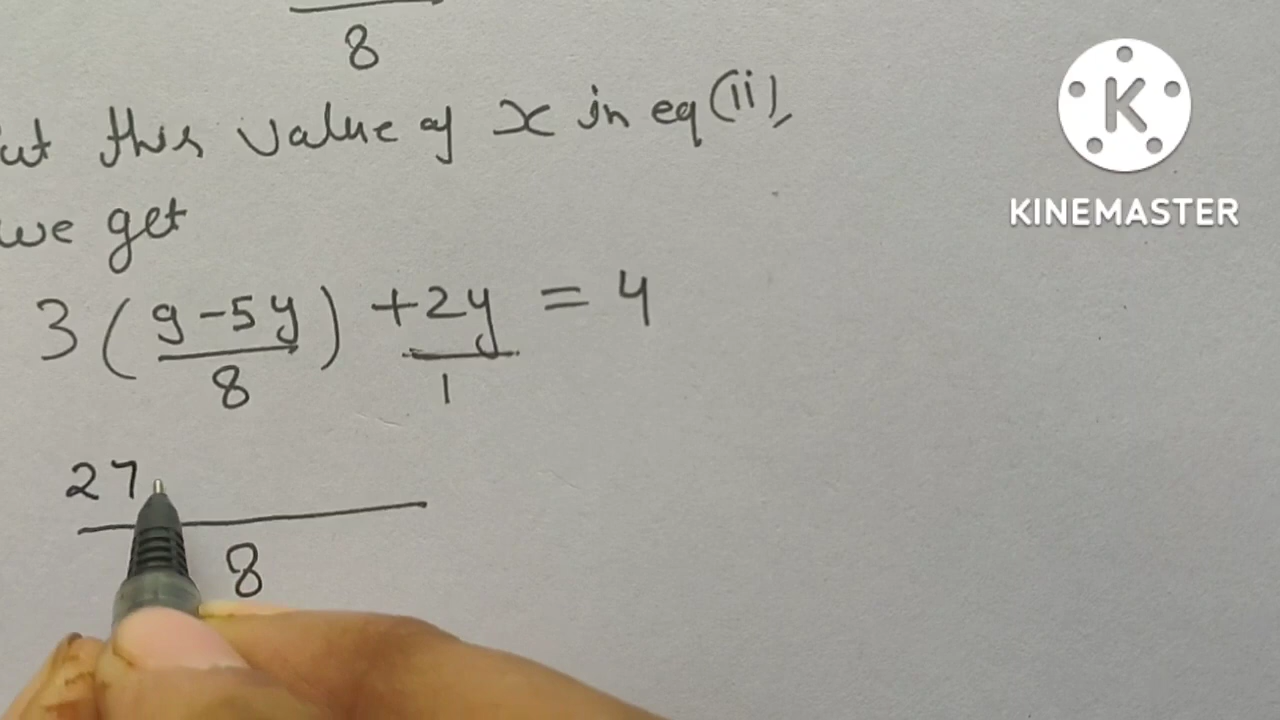 8
ut this value of x in eq (ii),
we get
3 ( 9-5y / 8 ) + 2y / 1 = 4
27 / 8
K
KINEMASTER